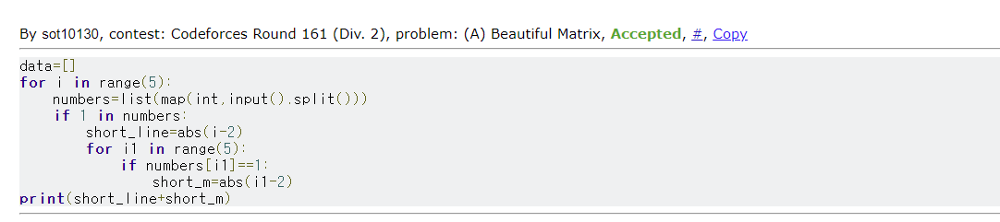 By sot10130, contest: Codeforces Round 161 (Div. 2), problem: (A) Beautiful Matrix, Accepted, #, Copy
data=[]
for i in range(5):
    numbers=list(map(int,input().split()))
    if 1 in numbers:
        short_line=abs(i-2)
        for i1 in range(5):
            if numbers[i1]==1:
                short_m=abs(i1-2)
print(short_line+short_m)